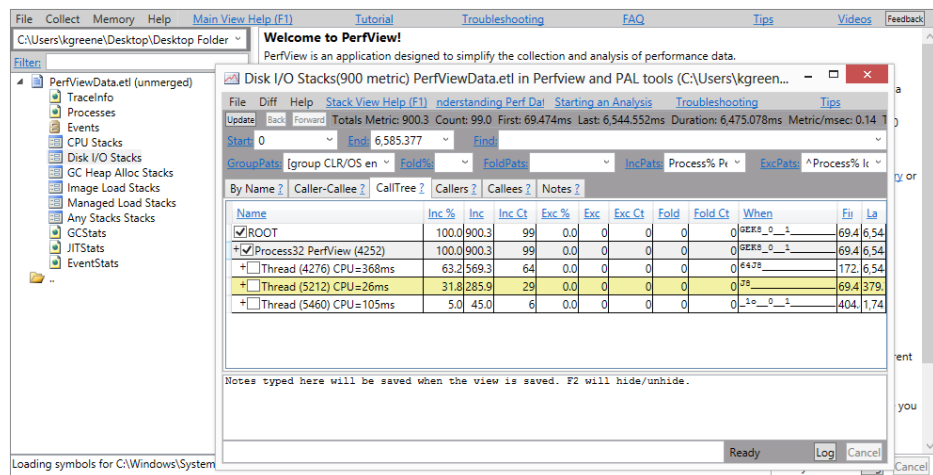 File Collect Memory Help Main View Help (F1) Tutorial Troubleshooting FAQ Tips Videos Feedback
C:\Users\kgreene\Desktop\Desktop Folder
Welcome to PerfView!
PerfView is an application designed to simplify the collection and analysis of performance data.
Filter:
PerfViewData.etl (unmerged)
TraceInfo
Processes
Events
CPU Stacks
Disk I/O Stacks
GC Heap Alloc Stacks
Image Load Stacks
Managed Load Stacks
Any Stacks Stacks
GCStats
JITStats
EventStats
..
Disk I/O Stacks(900 metric) PerfViewData.etl in Perfview and PAL tools (C:\Users\kgreen...
File Diff Help Stack View Help (F1) nderstanding Perf Dat Starting an Analysis Troubleshooting Tips
Update Back Forward Totals Metric: 900.3 Count: 99.0 First: 69.474ms Last: 6,544.552ms Duration: 6,475.078ms Metric/msec: 0.14
Start: 0 End: 6,585.377 Find:
GroupPats: [group CLR/OS en Fold%: FoldPats: IncPats: Process% Pe ExcPats: ^Process% Ic
By Name ? Caller-Callee ? CallTree ? Callers ? Callees ? Notes ?
Name Inc % Inc Inc Ct Exc % Exc Exc Ct Fold Fold Ct When Fir La
ROOT 100.0 900.3 99 0.0 0 0 0 0 GEK8_0__1_____ 69.4 6,54
+ Process32 PerfView (4252) 100.0 900.3 99 0.0 0 0 0 0 GEK8_0__1_____ 69.4 6,54
+ Thread (4276) CPU=368ms 63.2 569.3 64 0.0 0 0 0 0 64J8_____ 172. 6,54
+ Thread (5212) CPU=26ms 31.8 285.9 29 0.0 0 0 0 0 J8_____ 69.4 379.
+ Thread (5460) CPU=105ms 5.0 45.0 6 0.0 0 0 0 0 _1o__0__1_____ 404. 1,74
Notes typed here will be saved when the view is saved. F2 will hide/unhide.
Ready Log Cancel
a
or
rent
you
Loading symbols for C:\Windows\System
Cancel